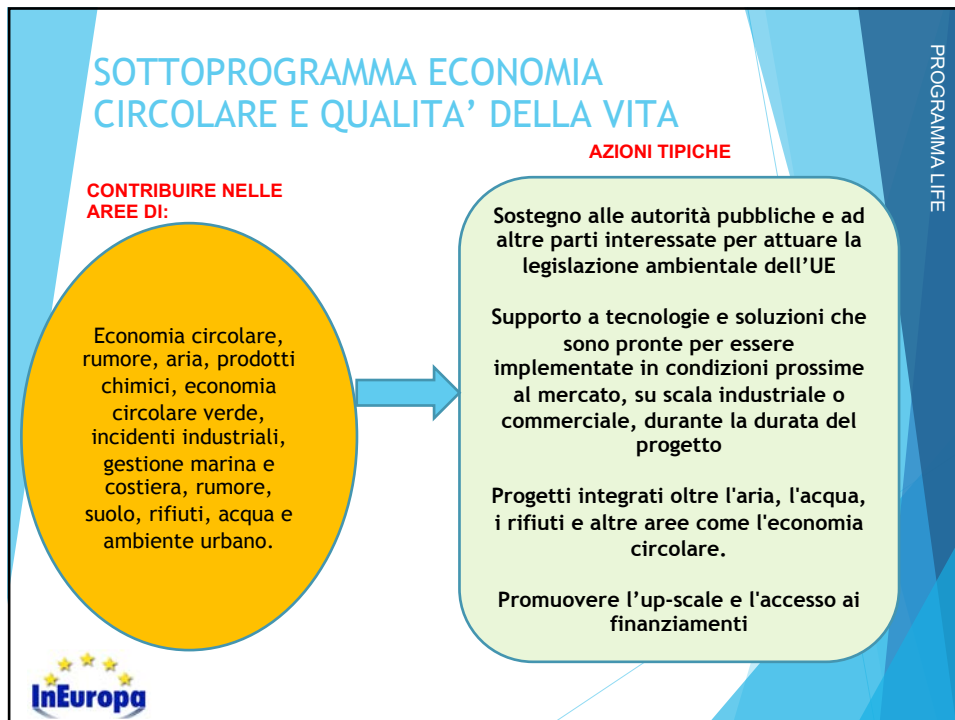 SOTTOPROGRAMMA ECONOMIA
CIRCOLARE E QUALITA’ DELLA VITA
PROGRAMMA LIFE
CONTRIBUIRE NELLE
AREE DI:
Economia circolare,
rumore, aria, prodotti
chimici, economia
circolare verde,
incidenti industriali,
gestione marina e
costiera, rumore,
suolo, rifiuti, acqua e
ambiente urbano.
AZIONI TIPICHE
Sostegno alle autorità pubbliche e ad
altre parti interessate per attuare la
legislazione ambientale dell’UE
Supporto a tecnologie e soluzioni che
sono pronte per essere
implementate in condizioni prossime
al mercato, su scala industriale o
commerciale, durante la durata del
progetto
Progetti integrati oltre l'aria, l'acqua,
i rifiuti e altre aree come l'economia
circolare.
Promuovere l’up-scale e l'accesso ai
finanziamenti
InEuropa